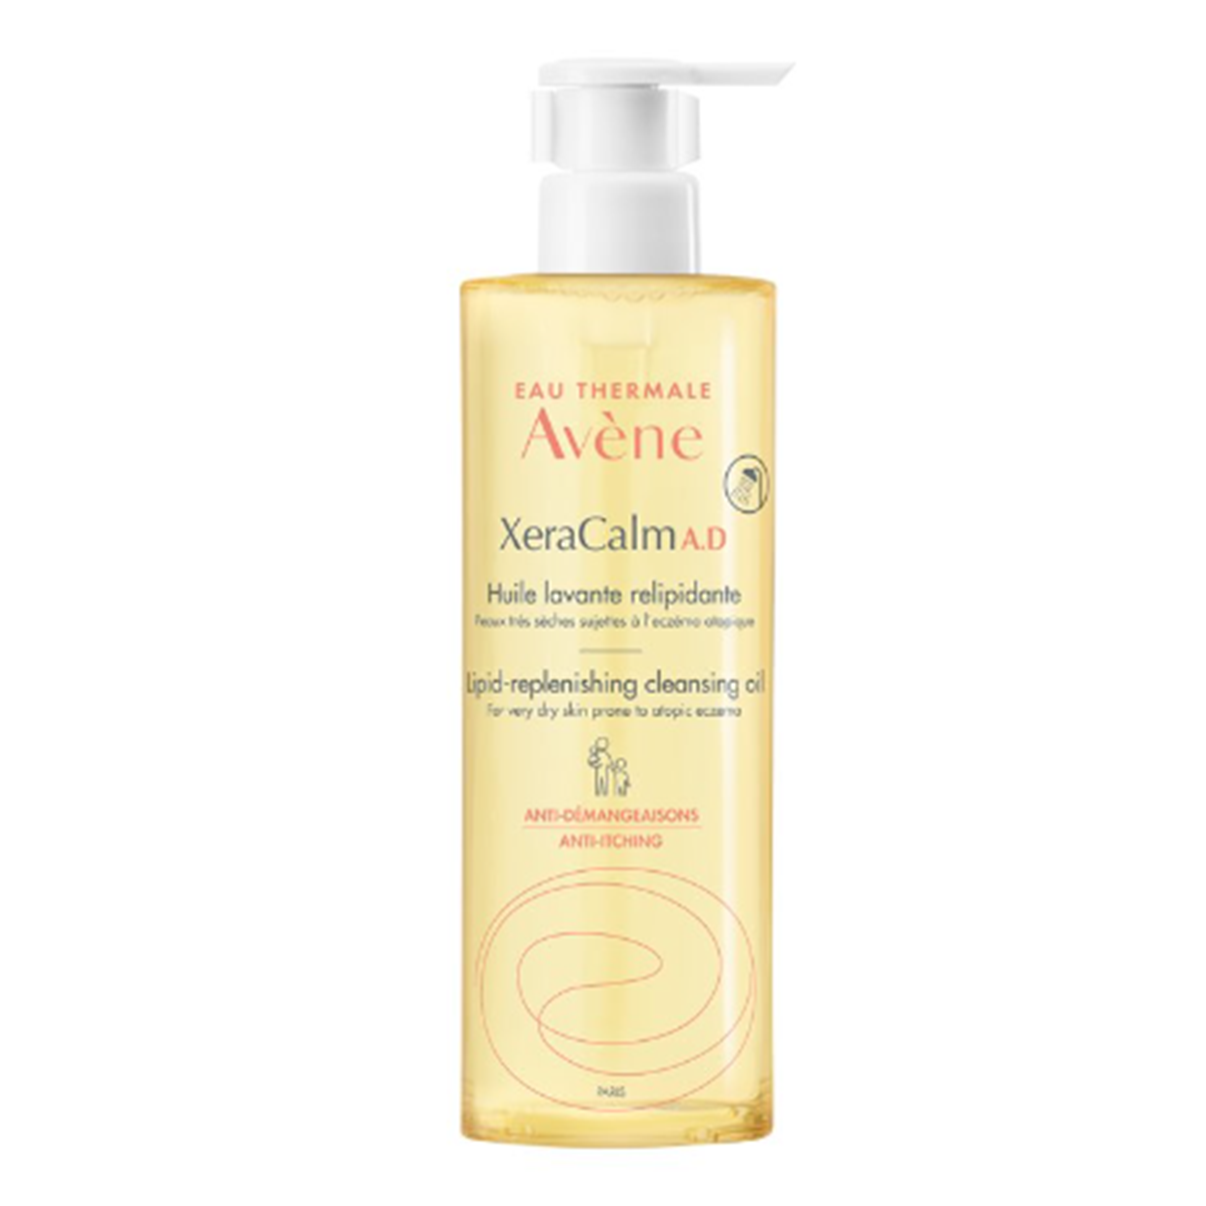 EAU THERMALE
Avène
XeraCalm A.D
Huile lavante relipidante
Peaux très sèches sujettes à l'eczéma atopique
Lipid-replenishing cleansing oil
For very dry skin prone to atopic eczema
ANTI-DÉMANGEAISONS
ANTI-ITCHING
PARIS